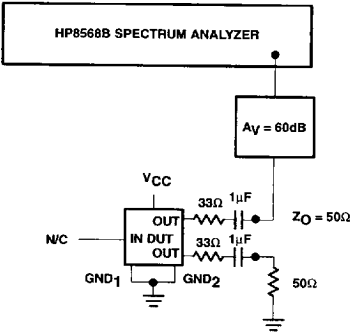 HP8568B SPECTRUM ANALYZER
AV = 60dB
VCC
33Ω
1μF
OUT
ZO = 50Ω
N/C
IN DUT
33Ω
1μF
OUT
GND1
GND2
50Ω